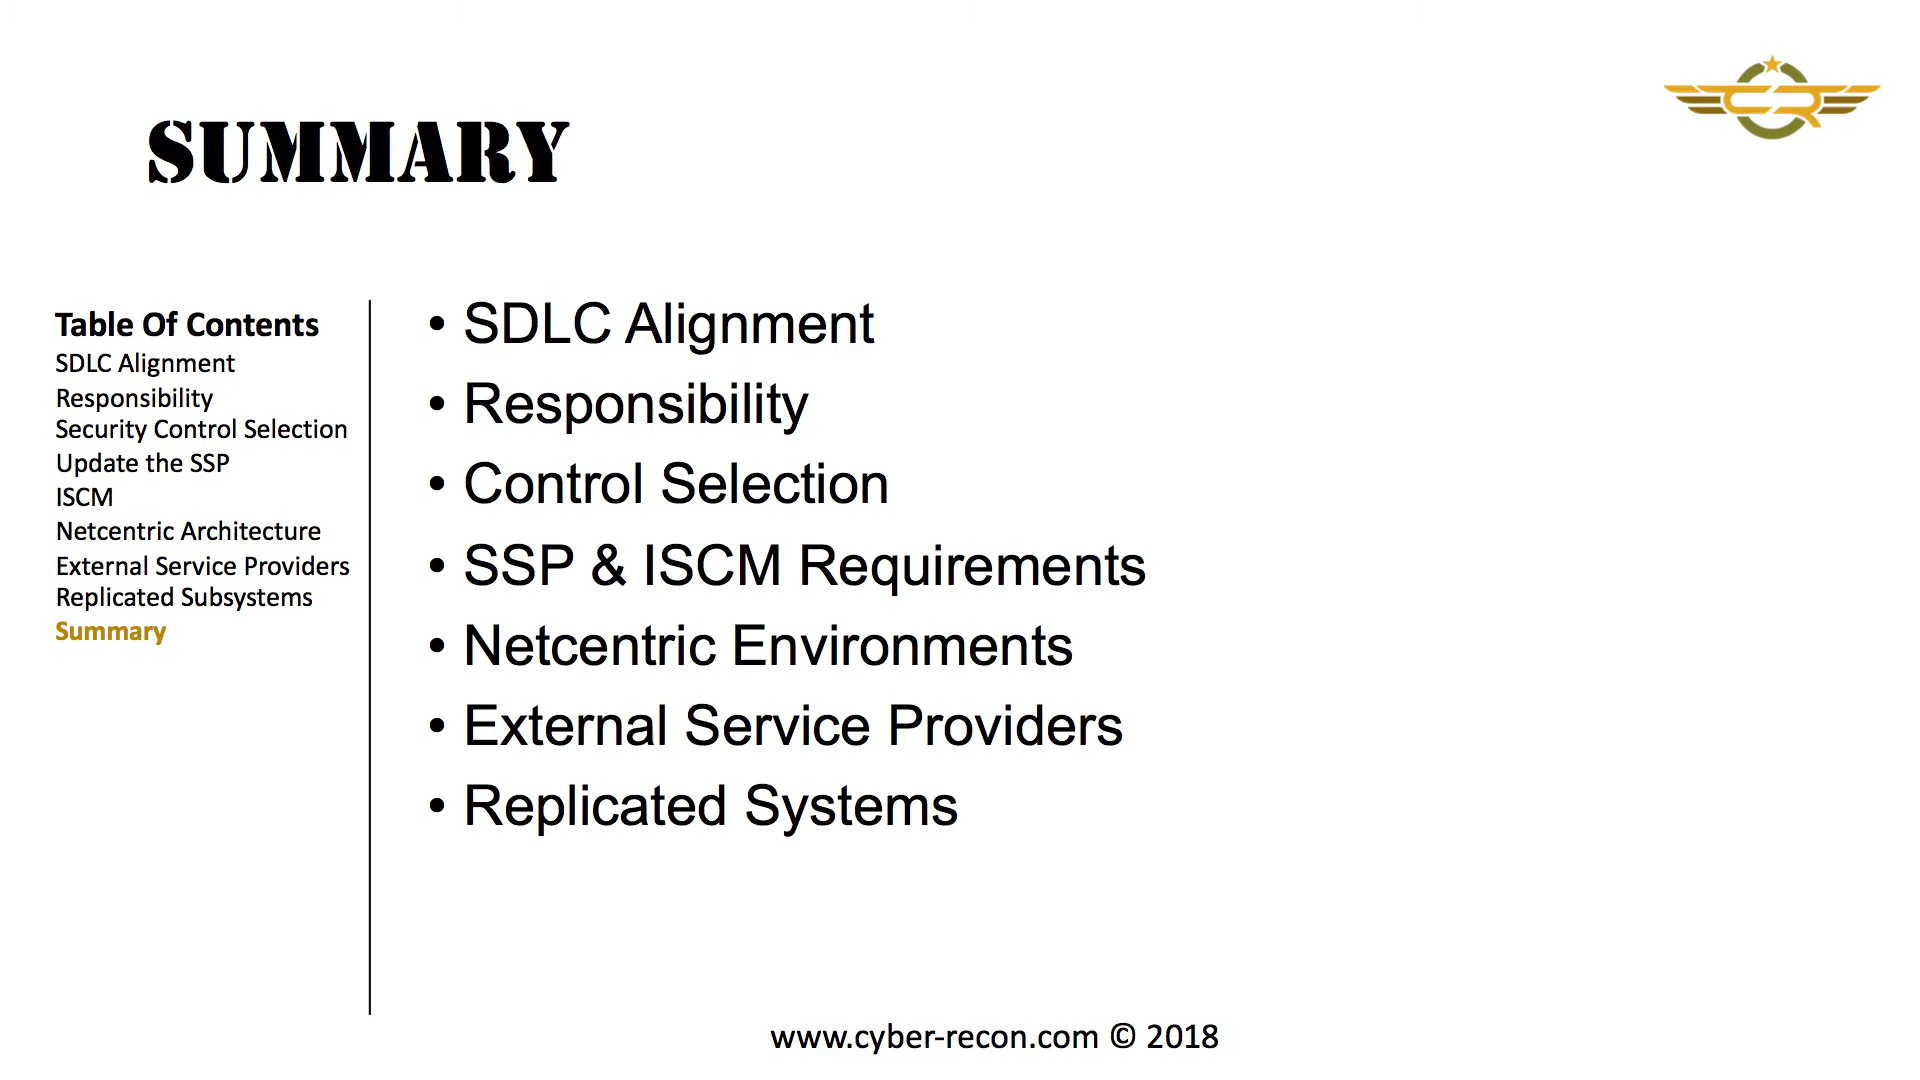 SUMMARY
Table Of Contents
SDLC Alignment
Responsibility
Security Control Selection
Update the SSP
ISCM
Netcentric Architecture
External Service Providers
Replicated Subsystems
Summary
• SDLC Alignment
• Responsibility
• Control Selection
• SSP & ISCM Requirements
• Netcentric Environments
• External Service Providers
• Replicated Systems
CR
www.cyber-recon.com © 2018